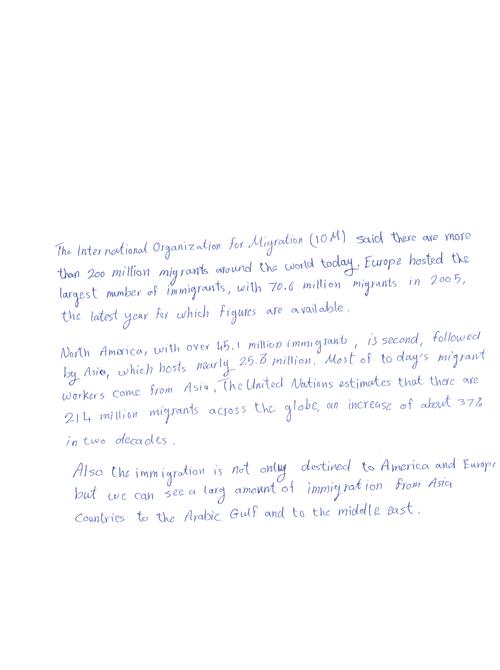 The International Organization for Migration (IOM) said there are more
than 200 million migrants around the world today. Europe hosted the
largest number of immigrants, with 70.6 million migrants in 2005,
the latest year for which figures are available.
North America, with over 45.1 million immigrants, is second, followed
by Asia, which hosts nearly 25.3 million. Most of today's migrant
workers come from Asia. The United Nations estimates that there are
214 million migrants across the globe, an increase of about 37%
in two decades.
Also the immigration is not only destined to America and Europe
but we can see a larg amount of immigration from Asia
Countries to the Arabic Gulf and to the middle east.